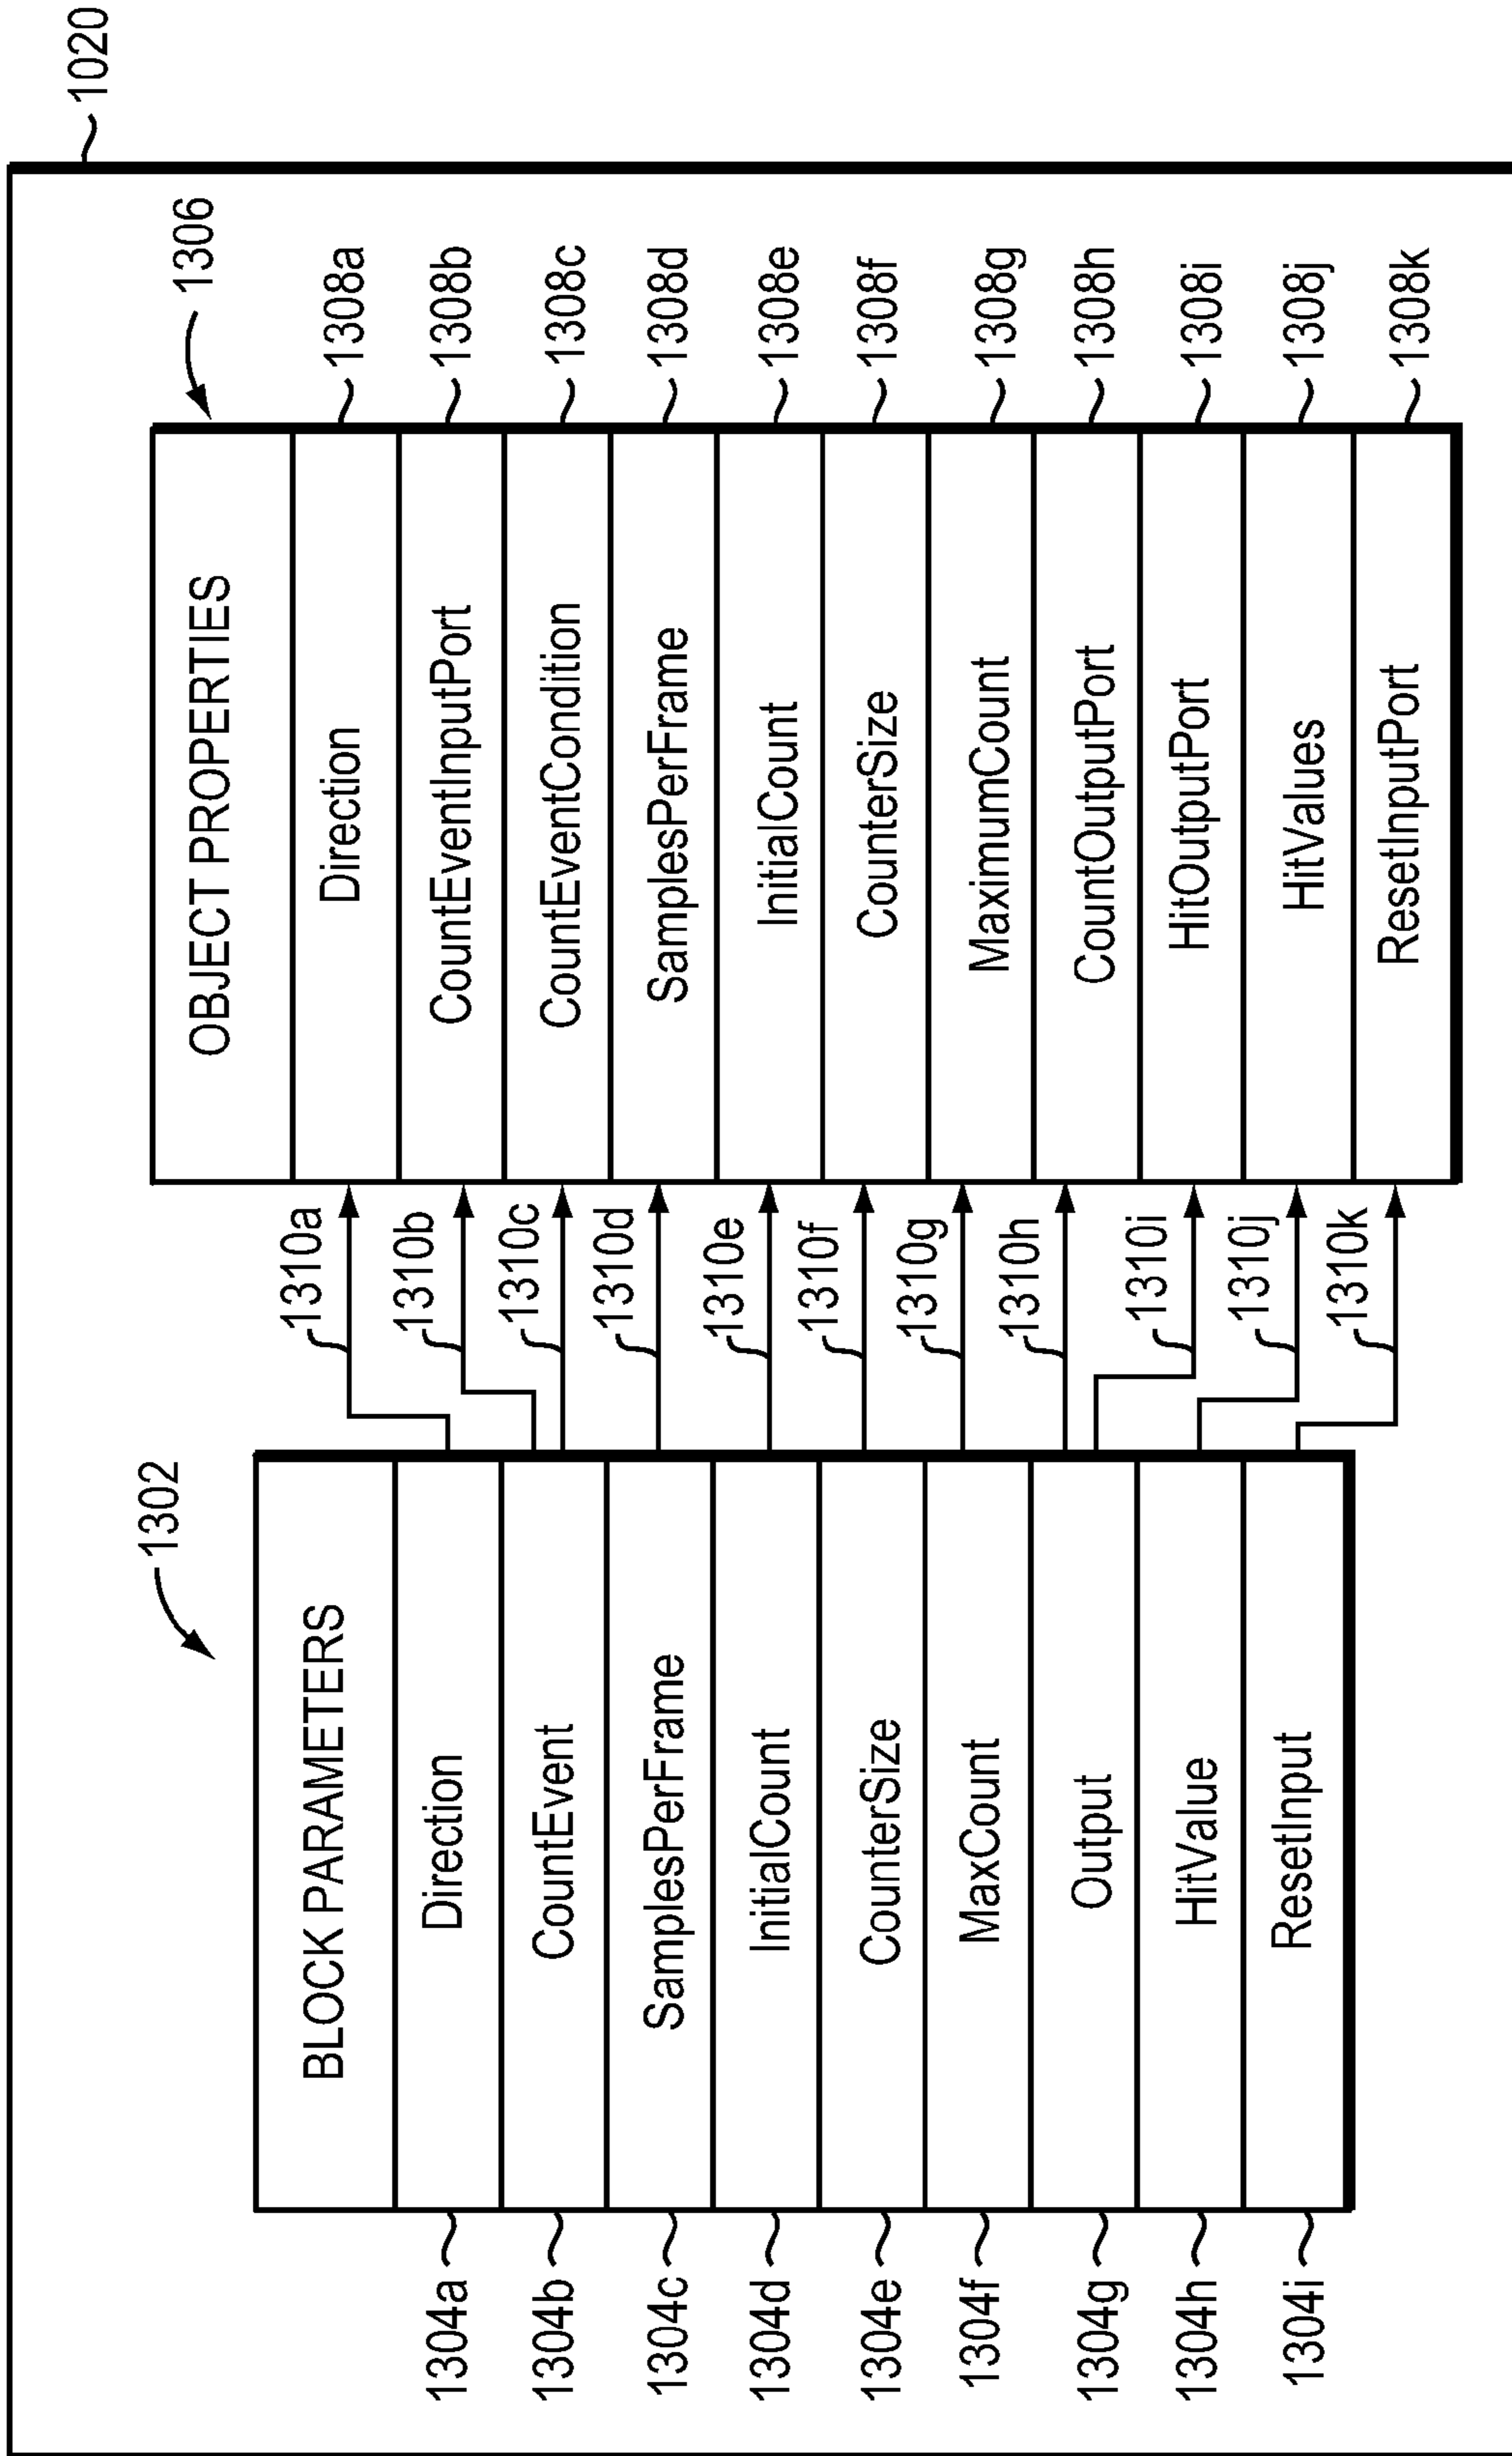 1020
1302
1306
BLOCK PARAMETERS
1304a
Direction
1304b
CountEvent
1304c
SamplesPerFrame
1304d
InitialCount
1304e
CounterSize
1304f
MaxCount
1304g
Output
1304h
HitValue
1304i
ResetInput
1310a
1310b
1310c
1310d
1310e
1310f
1310g
1310h
1310i
1310j
1310k
OBJECT PROPERTIES
Direction
1308a
CountEventInputPort
1308b
CountEventCondition
1308c
SamplesPerFrame
1308d
InitialCount
1308e
CounterSize
1308f
MaximumCount
1308g
CountOutputPort
1308h
HitOutputPort
1308i
HitValues
1308j
ResetInputPort
1308k